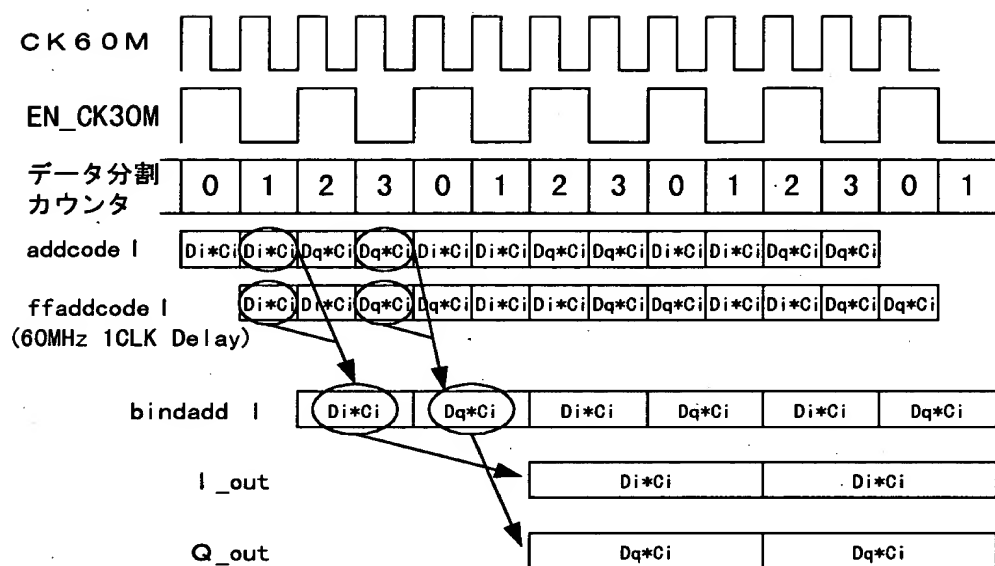 CK60M
EN_CK30M
データ分割
カウンタ
0 1 2 3 0 1 2 3 0 1 2 3 0 1
addcode I
Di*Ci Di*Ci Dq*Ci Dq*Ci Di*Ci Di*Ci Dq*Ci Dq*Ci Di*Ci Di*Ci Dq*Ci Dq*Ci
ffaddcode I
(60MHz 1CLK Delay)
Di*Ci Di*Ci Dq*Ci Dq*Ci Di*Ci Di*Ci Dq*Ci Dq*Ci Di*Ci Di*Ci Dq*Ci Dq*Ci
bindadd I
Di*Ci Dq*Ci Di*Ci Dq*Ci Di*Ci Dq*Ci
I_out
Di*Ci Di*Ci
Q_out
Dq*Ci Dq*Ci